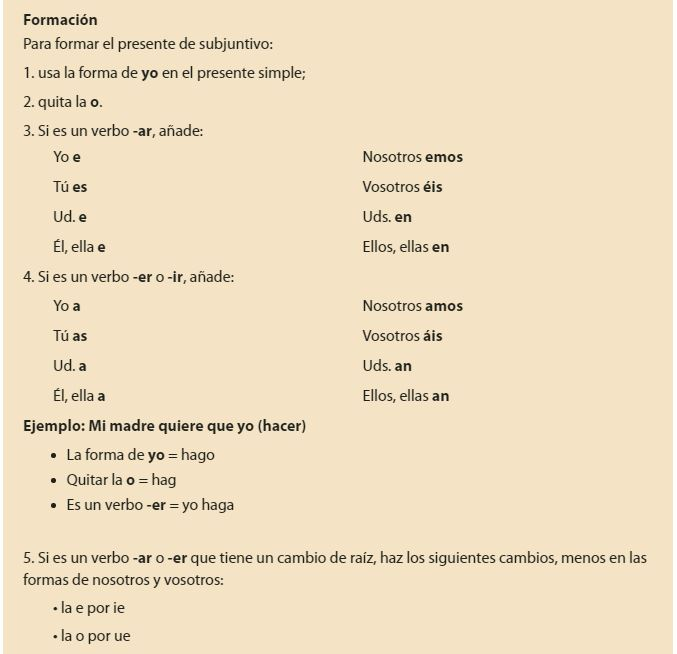 Formación
Para formar el presente de subjuntivo:
1. usa la forma de yo en el presente simple;
2. quita la o.
3. Si es un verbo -ar, añade:
Yo e Nosotros emos
Tú es Vosotros éis
Ud. e Uds. en
Él, ella e Ellos, ellas en
4. Si es un verbo -er o -ir, añade:
Yo a Nosotros amos
Tú as Vosotros áis
Ud. a Uds. an
Él, ella a Ellos, ellas an
Ejemplo: Mi madre quiere que yo (hacer)
• La forma de yo = hago
• Quitar la o = hag
• Es un verbo -er = yo haga
5. Si es un verbo -ar o -er que tiene un cambio de raíz, haz los siguientes cambios, menos en las
formas de nosotros y vosotros:
• la e por ie
• la o por ue